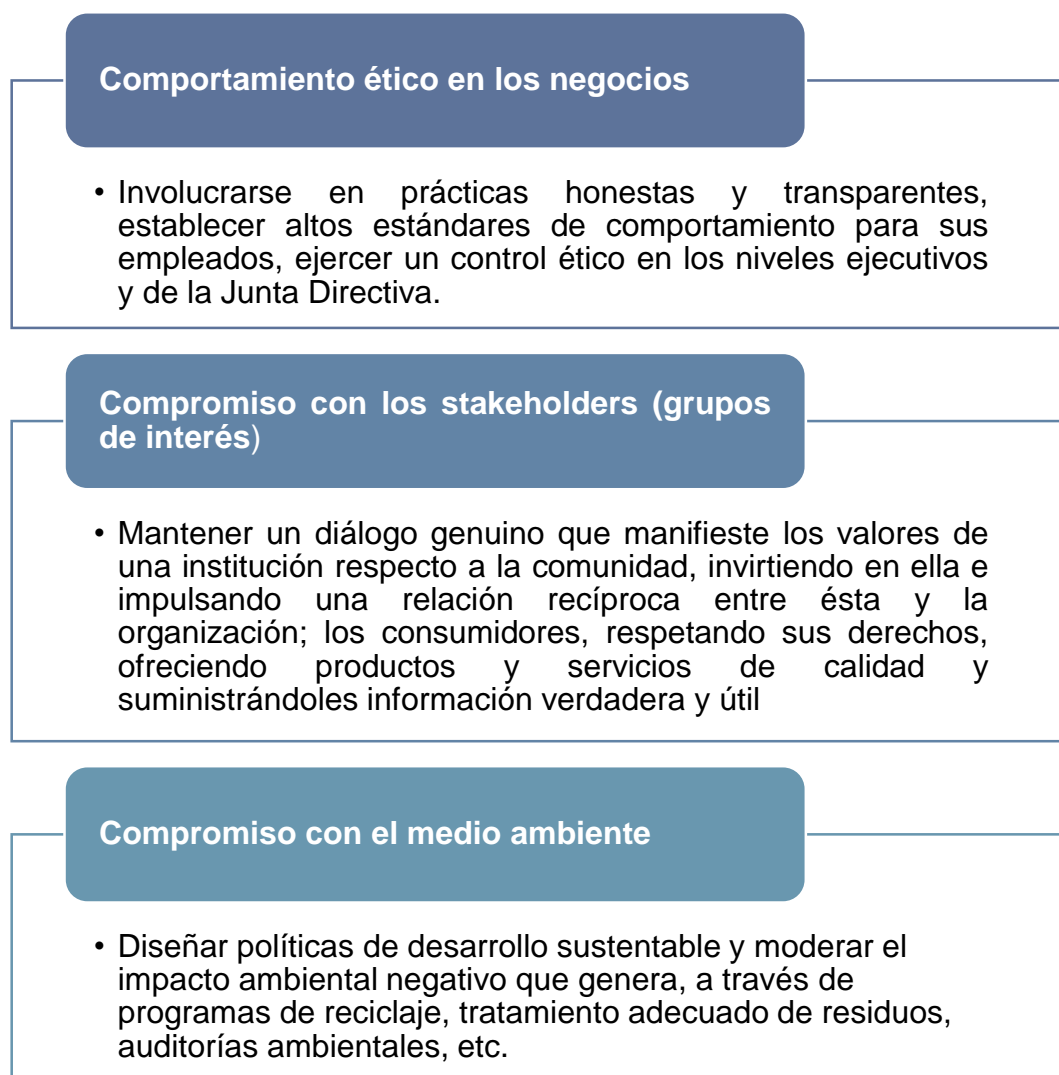 Comportamiento ético en los negocios
• Involucrarse en prácticas honestas y transparentes,
establecer altos estándares de comportamiento para sus
empleados, ejercer un control ético en los niveles ejecutivos
y de la Junta Directiva.
Compromiso con los stakeholders (grupos
de interés)
• Mantener un diálogo genuino que manifieste los valores de
una institución respecto a la comunidad, invirtiendo en ella e
impulsando una relación recíproca entre ésta y la
organización; los consumidores, respetando sus derechos,
ofreciendo productos y servicios de calidad y
suministrándoles información verdadera y útil
Compromiso con el medio ambiente
• Diseñar políticas de desarrollo sustentable y moderar el
impacto ambiental negativo que genera, a través de
programas de reciclaje, tratamiento adecuado de residuos,
auditorías ambientales, etc.